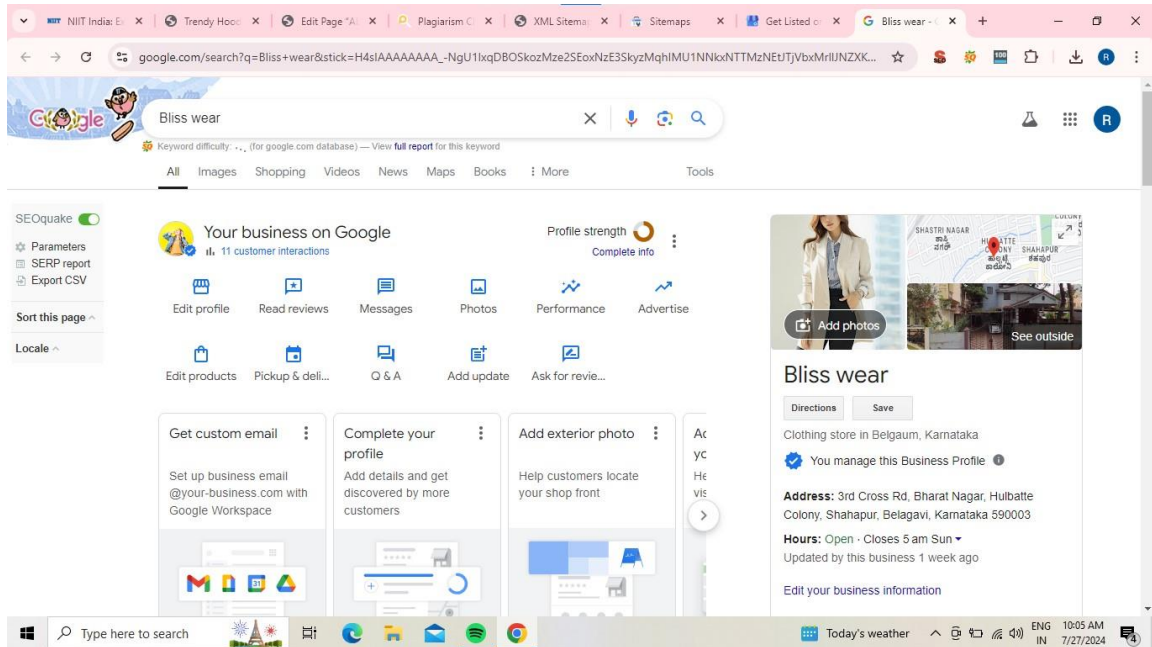 NIIT India: E
Trendy Hood
Edit Page "Al
Plagiarism C
XML Sitemap
Sitemaps
Get Listed or
Bliss wear - G
google.com/search?q=Bliss+wear&stick=
R
Google
Bliss wear
R
Keyword difficulty: (for google.com database) — View full report for this keyword
All Images Shopping Videos News Maps Books More Tools
SEOquake
Parameters
SERP report
Export CSV
Sort this page
Locale
Your business on Google
11 customer interactions
Profile strength
Complete info
Edit profile Read reviews Messages Photos Performance Advertise
Edit products Pickup & deli... Q & A Add update Ask for revie...
Get custom email
Set up business email
@your-business.com with
Google Workspace
31
Complete your
profile
Add details and get
discovered by more
customers
Add exterior photo
Help customers locate
your shop front
SHASTRI NAGAR
SHAHAPUR
Add photos
See outside
Bliss wear
Directions Save
Clothing store in Belgaum, Karnataka
You manage this Business Profile
Address: 3rd Cross Rd, Bharat Nagar, Hulbatte
Colony, Shahapur, Belagavi, Karnataka 590003
Hours: Open · Closes 5 am Sun
Updated by this business 1 week ago
Edit your business information
Type here to search
Today's weather
ENG
IN
10:05 AM
7/27/2024
4